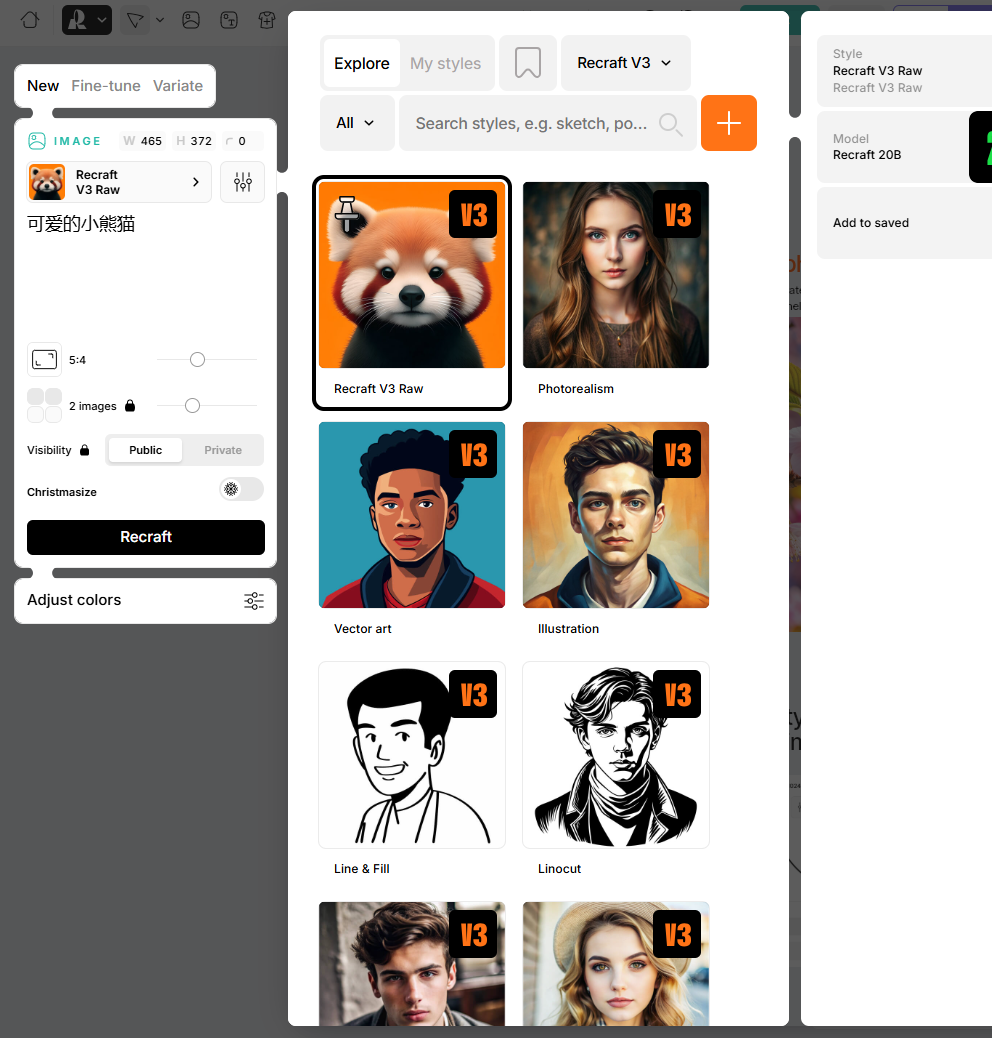 New Fine-tune Variate
IMAGE W 465 H 372 0
Recraft
V3 Raw
可爱的小熊猫
5:4
2 images
Visibility Public Private
Christmasize
Recraft
Adjust colors
Explore My styles Recraft V3
All Search styles, e.g. sketch, po...
V3 V3
Recraft V3 Raw Photorealism
V3 V3
Vector art Illustration
V3 V3
Line & Fill Linocut
V3 V3
Style
Recraft V3 Raw
Recraft V3 Raw
Model
Recraft 20B
Add to saved